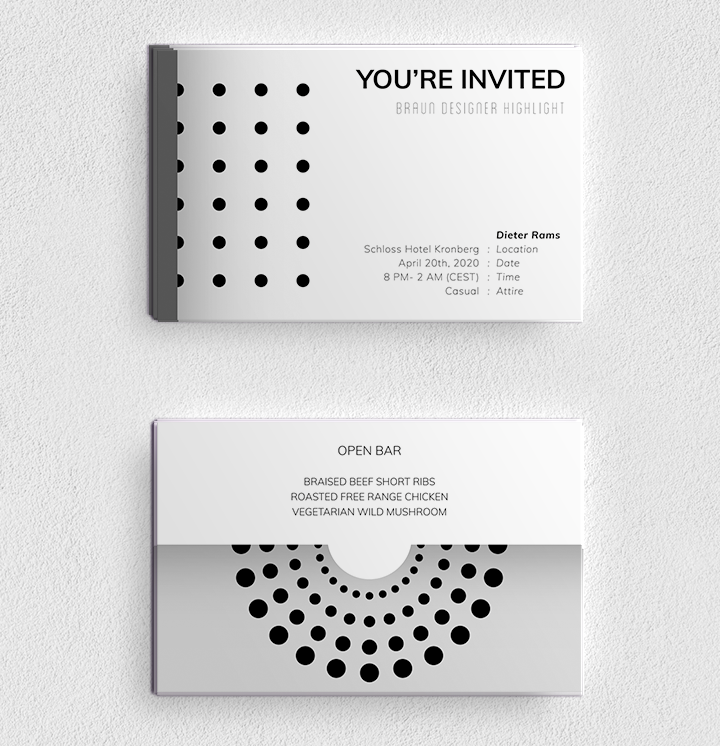 YOU'RE INVITED
BRAUN DESIGNER HIGHLIGHT
Dieter Rams
Schloss Hotel Kronberg : Location
April 20th, 2020 : Date
8 PM- 2 AM (CEST) : Time
Casual : Attire
OPEN BAR
BRAISED BEEF SHORT RIBS
ROASTED FREE RANGE CHICKEN
VEGETARIAN WILD MUSHROOM